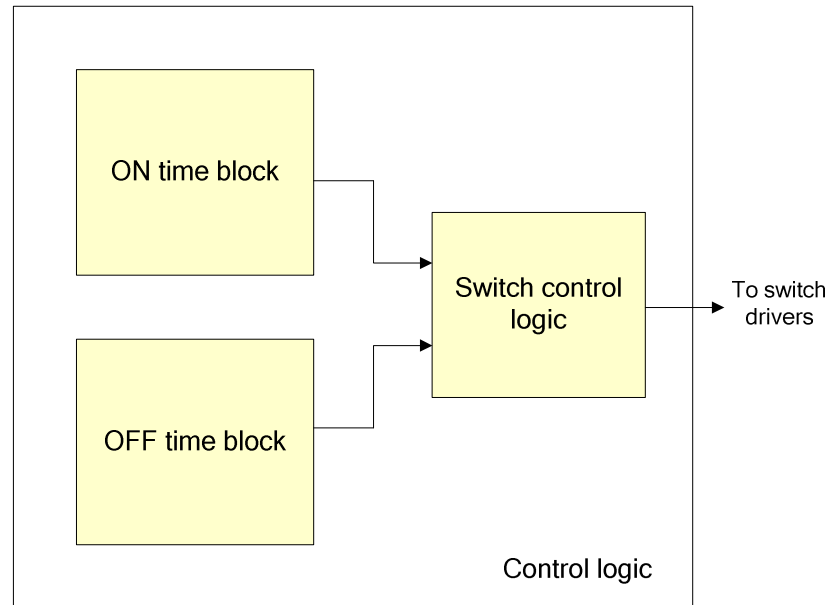 ON time block
Switch control
logic
To switch
drivers
OFF time block
Control logic